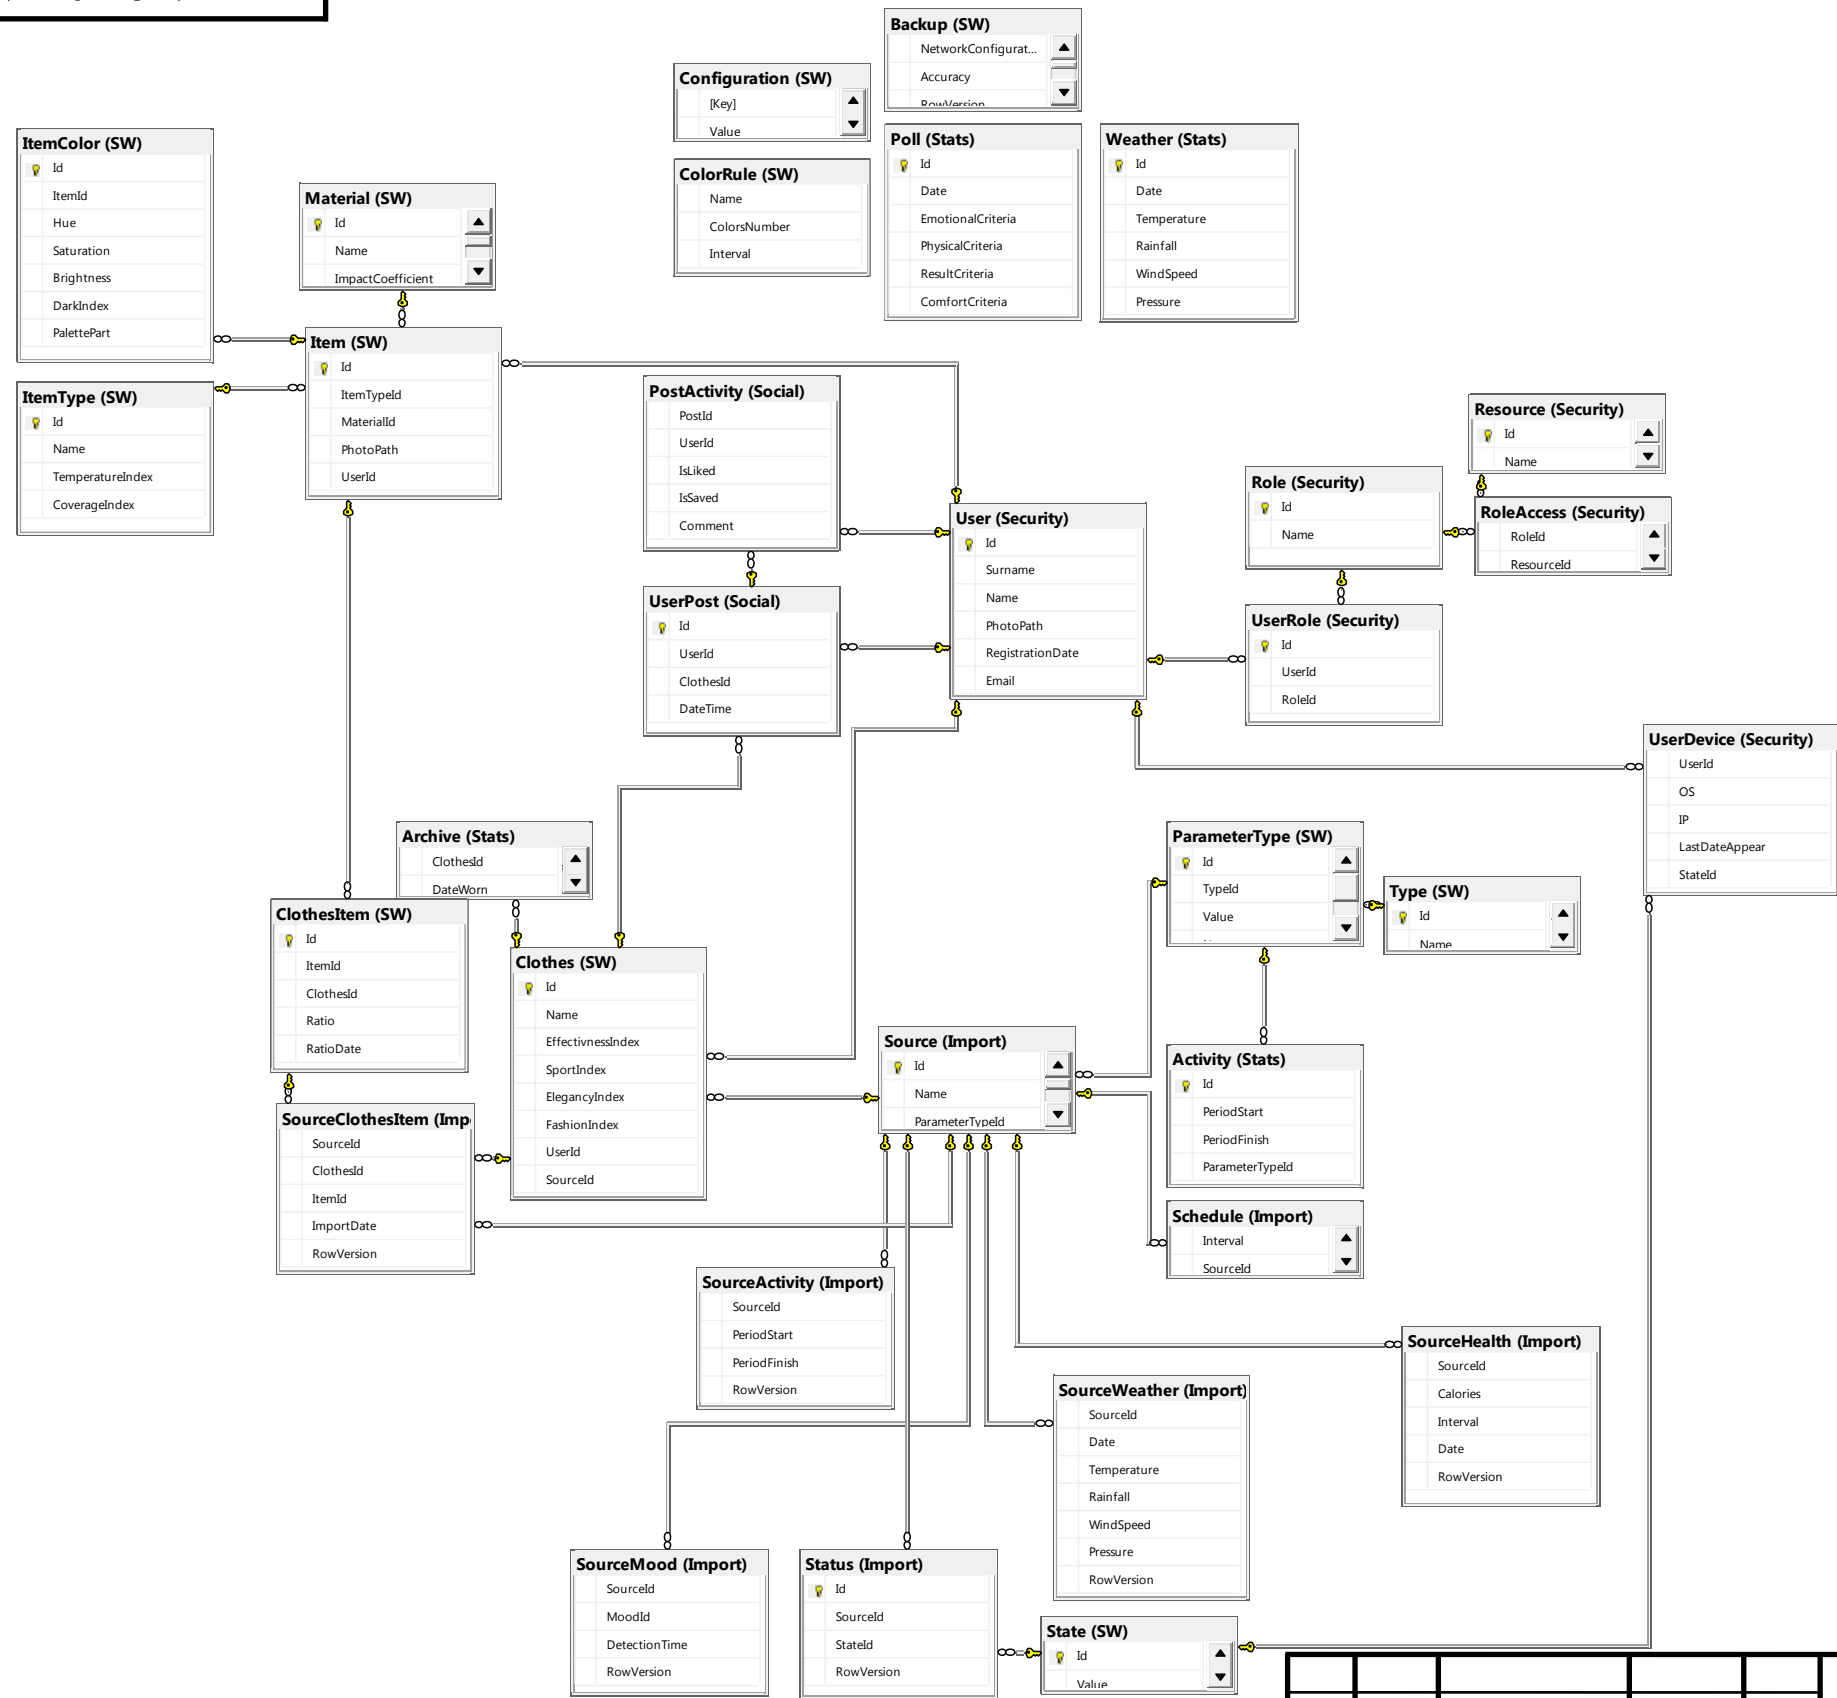 Backup (SW)
NetworkConfigurat...
Accuracy
RowVersion
Configuration (SW)
[Key]
Value
ItemColor (SW)
Id
ItemId
Hue
Saturation
Brightness
DarkIndex
PalettePart
Material (SW)
Id
Name
ImpactCoefficient
ColorRule (SW)
Name
ColorsNumber
Interval
Poll (Stats)
Id
Date
EmotionalCriteria
PhysicalCriteria
ResultCriteria
ComfortCriteria
Weather (Stats)
Id
Date
Temperature
Rainfall
WindSpeed
Pressure
Item (SW)
Id
ItemTypeId
MaterialId
PhotoPath
UserId
ItemType (SW)
Id
Name
TemperatureIndex
CoverageIndex
PostActivity (Social)
PostId
UserId
IsLiked
IsSaved
Comment
Resource (Security)
Id
Name
Role (Security)
Id
Name
RoleAccess (Security)
RoleId
ResourceId
User (Security)
Id
Surname
Name
PhotoPath
RegistrationDate
Email
UserPost (Social)
Id
UserId
ClothesId
DateTime
UserRole (Security)
Id
UserId
RoleId
UserDevice (Security)
UserId
OS
IP
LastDateAppear
StateId
Archive (Stats)
ClothesId
DateWorn
ParameterType (SW)
Id
TypeId
Value
Type (SW)
Id
Name
ClothesItem (SW)
Id
ItemId
ClothesId
Ratio
RatioDate
Clothes (SW)
Id
Name
EffectivnessIndex
SportIndex
ElegancyIndex
FashionIndex
UserId
SourceId
Source (Import)
Id
Name
ParameterTypeId
Activity (Stats)
Id
PeriodStart
PeriodFinish
ParameterTypeId
SourceClothesItem (Imp
SourceId
ClothesId
ItemId
ImportDate
RowVersion
Schedule (Import)
Interval
SourceId
SourceActivity (Import)
SourceId
PeriodStart
PeriodFinish
RowVersion
SourceHealth (Import)
SourceId
Calories
Interval
Date
RowVersion
SourceWeather (Import)
SourceId
Date
Temperature
Rainfall
WindSpeed
Pressure
RowVersion
SourceMood (Import)
SourceId
MoodId
DetectionTime
RowVersion
Status (Import)
Id
SourceId
StateId
RowVersion
State (SW)
Id
Value